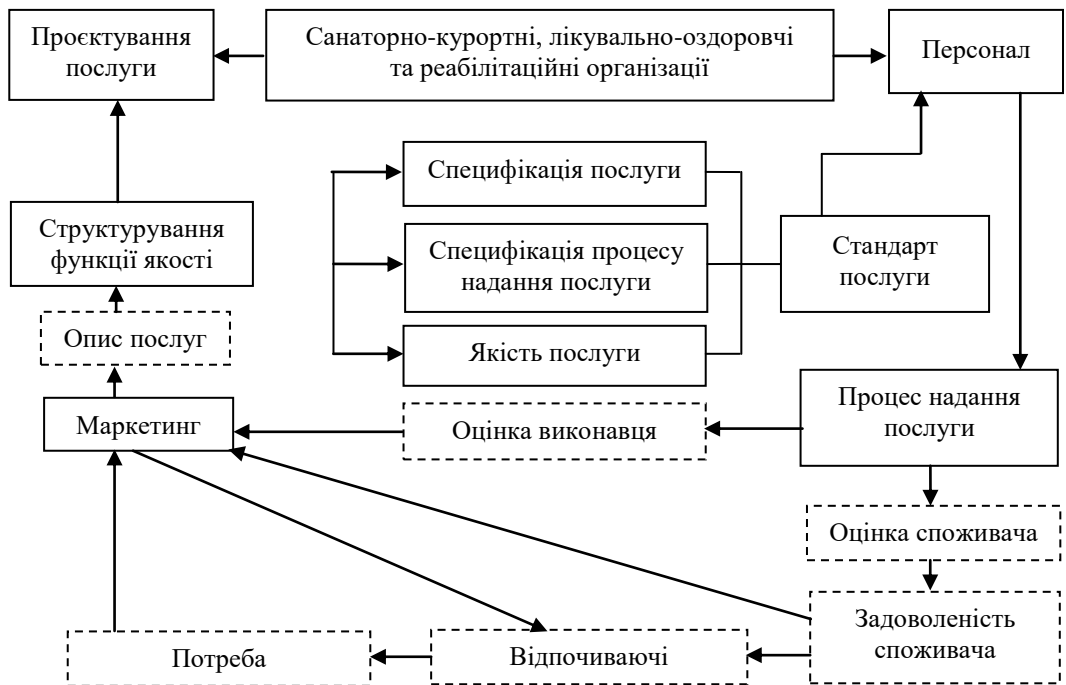 Проєктування
послуги
Санаторно-курортні, лікувально-оздоровчі
та реабілітаційні організації
Персонал
Специфікація послуги
Структурування
функції якості
Специфікація процесу
надання послуги
Стандарт
послуги
Опис послуг
Якість послуги
Маркетинг
Оцінка виконавця
Процес надання
послуги
Оцінка споживача
Задоволеність
споживача
Потреба
Відпочиваючі